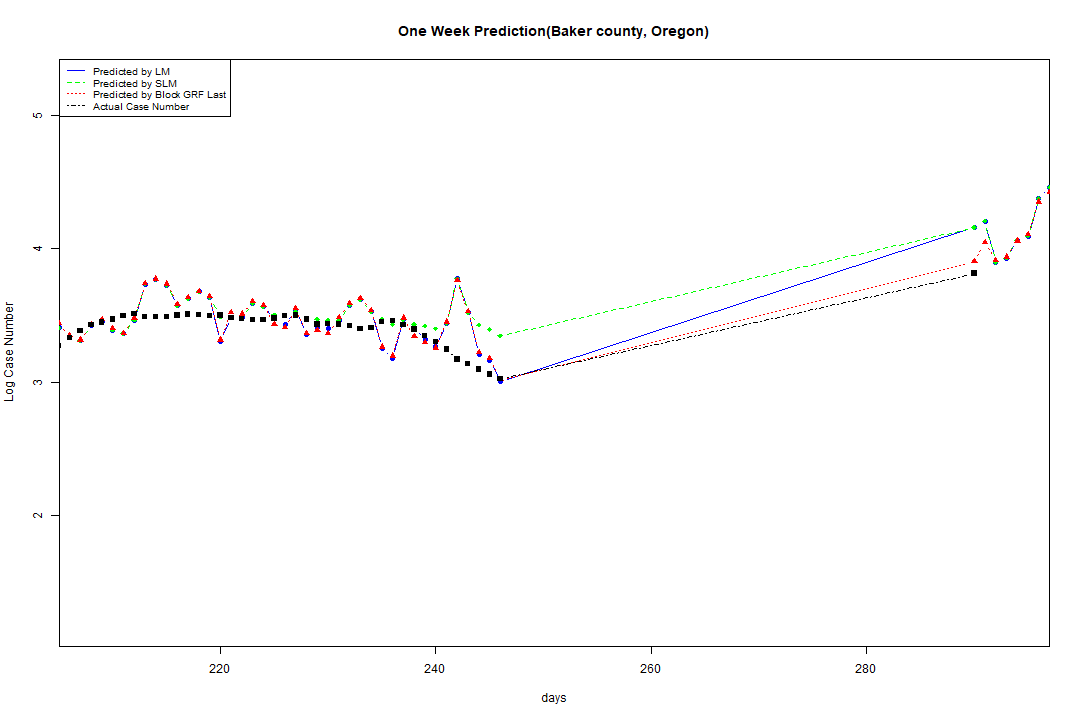 One Week Prediction(Baker county, Oregon)
Predicted by LM
Predicted by SLM
Predicted by Block GRF Last
Actual Case Number
5
4
3
2
Log Case Number
220 240 260 280
days